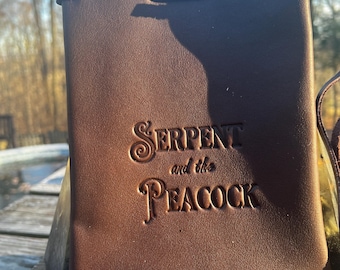 SERPENT
and the
PEACOCK